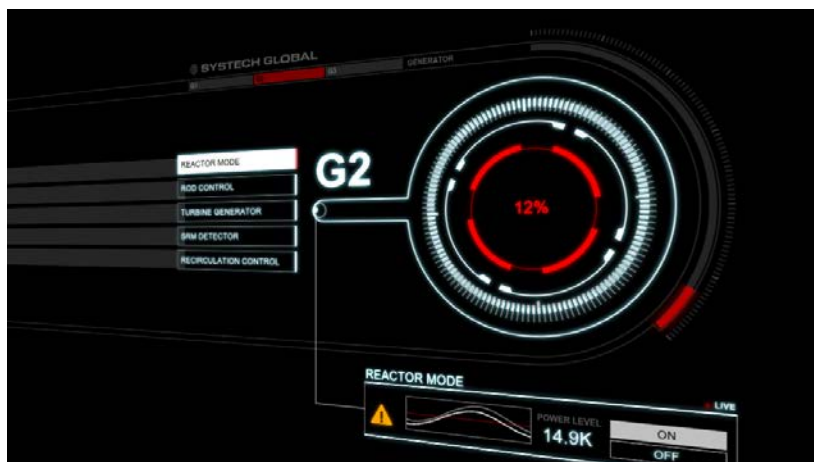 SYSTECH GLOBAL
G3
GENERATOR
REACTOR MODE
ROD CONTROL
TURBINE GENERATOR
SRM DETECTOR
RECIRCULATION CONTROL
G2
12%
REACTOR MODE
LIVE
POWER LEVEL
14.9K
ON
OFF